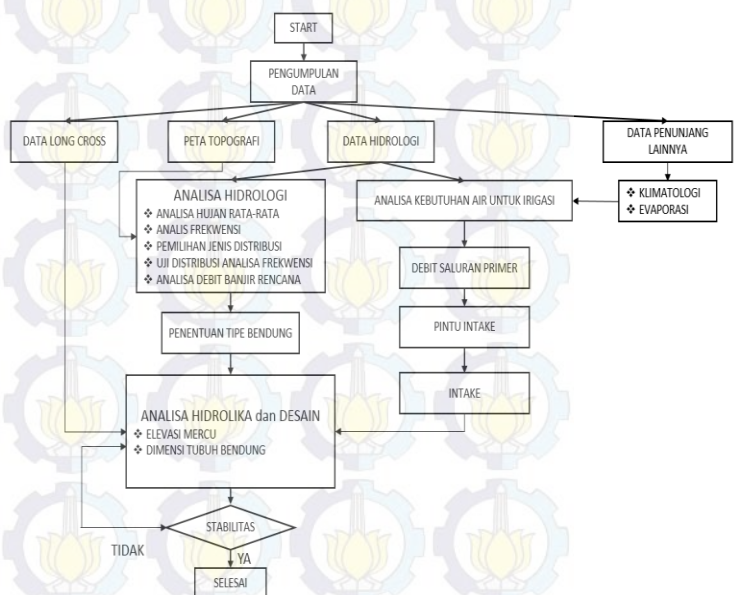 START
PENGUMPULAN
DATA
DATA LONG CROSS
PETA TOPOGRAFI
DATA HIDROLOGI
DATA PENUNJANG
LAINNYA
ANALISA HIDROLOGI
❖ ANALISA HUJAN RATA-RATA
❖ ANALIS FREKWENSI
❖ PEMILIHAN JENIS DISTRIBUSI
❖ UJI DISTRIBUSI ANALISA FREKWENSI
❖ ANALISA DEBIT BANJIR RENCANA
ANALISA KEBUTUHAN AIR UNTUK IRIGASI
❖ KLIMATOLOGI
❖ EVAPORASI
DEBIT SALURAN PRIMER
PENENTUAN TIPE BENDUNG
PINTU INTAKE
INTAKE
ANALISA HIDROLIKA dan DESAIN
❖ ELEVASI MERCU
❖ DIMENSI TUBUH BENDUNG
STABILITAS
TIDAK
YA
SELESAI